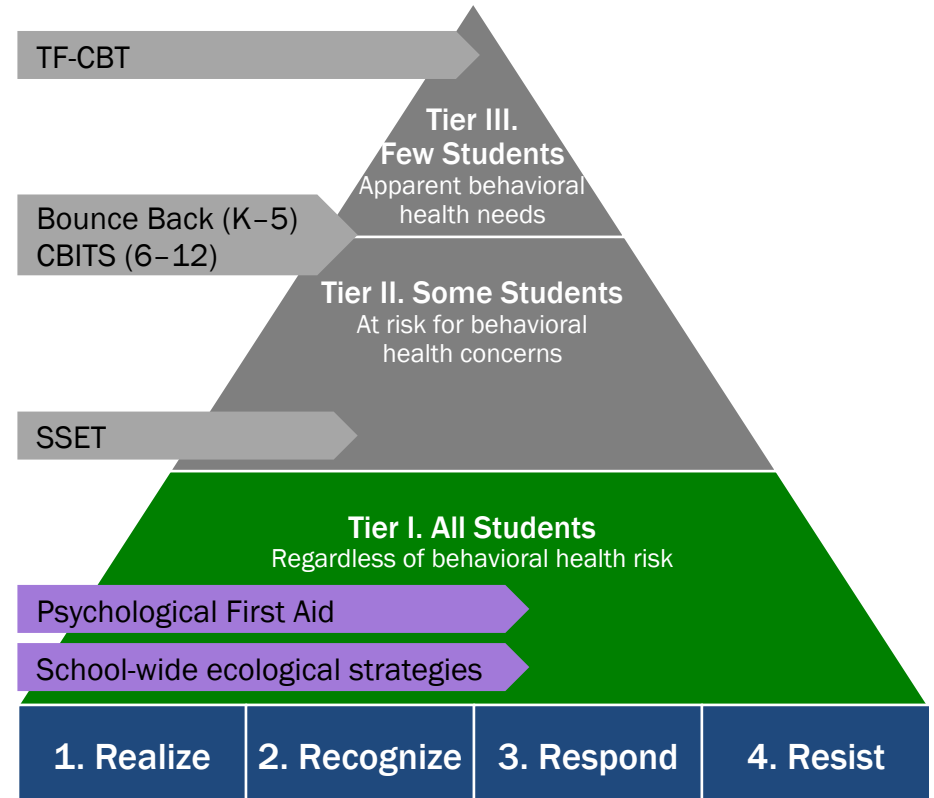 TF-CBT
Tier III.
Few Students
Apparent behavioral
health needs
Bounce Back (K–5)
CBITS (6–12)
Tier II. Some Students
At risk for behavioral
health concerns
SSET
Tier I. All Students
Regardless of behavioral health risk
Psychological First Aid
School-wide ecological strategies
1. Realize
2. Recognize
3. Respond
4. Resist